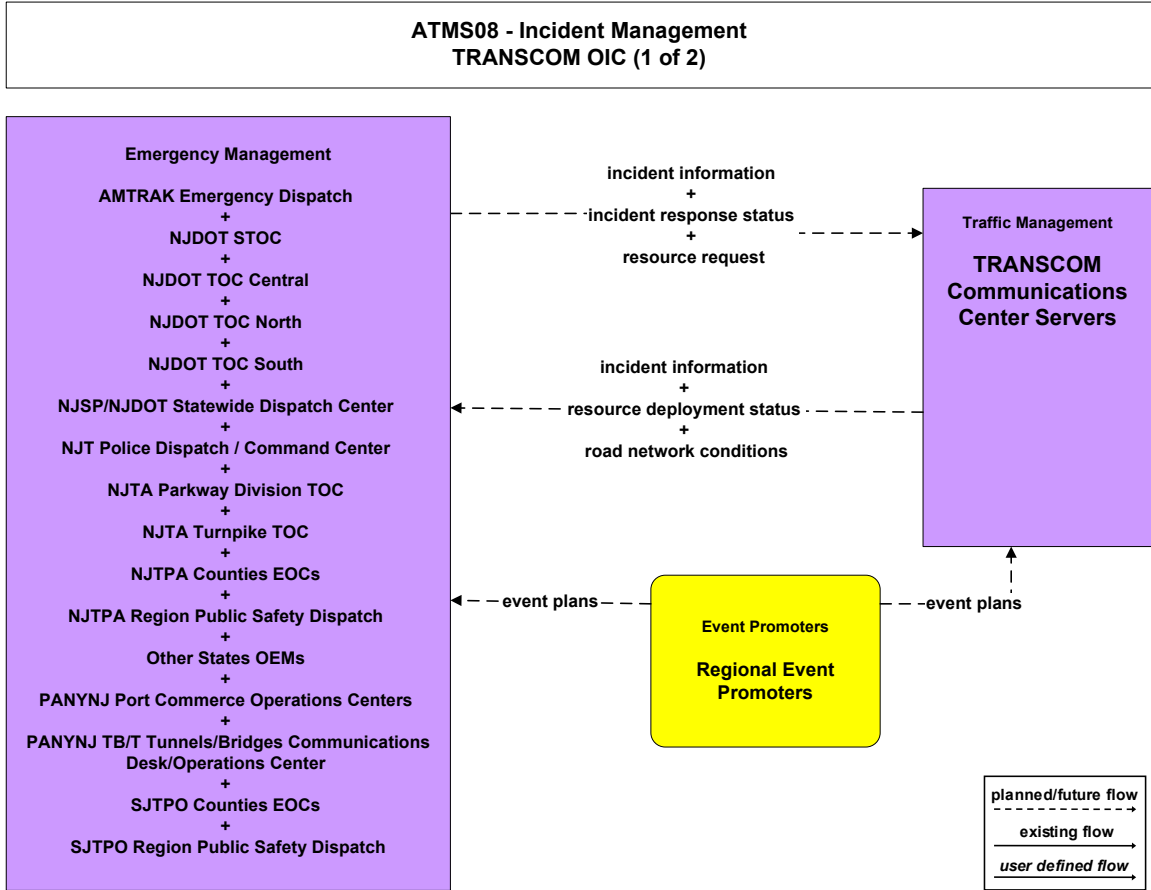 ATMS08 - Incident Management
TRANSCOM OIC (1 of 2)
Emergency Management
AMTRAK Emergency Dispatch
+
NJDOT STOC
+
NJDOT TOC Central
+
NJDOT TOC North
+
NJDOT TOC South
+
NJSP/NJDOT Statewide Dispatch Center
+
NJT Police Dispatch / Command Center
+
NJTA Parkway Division TOC
+
NJTA Turnpike TOC
+
NJTPA Counties EOCs
+
NJTPA Region Public Safety Dispatch
+
Other States OEMs
+
PANYNJ Port Commerce Operations Centers
+
PANYNJ TB/T Tunnels/Bridges Communications
Desk/Operations Center
+
SJTPO Counties EOCs
+
SJTPO Region Public Safety Dispatch
incident information
+
incident response status
+
resource request
Traffic Management
TRANSCOM
Communications
Center Servers
incident information
+
resource deployment status
+
road network conditions
event plans
Event Promoters
Regional Event
Promoters
event plans
planned/future flow
existing flow
user defined flow